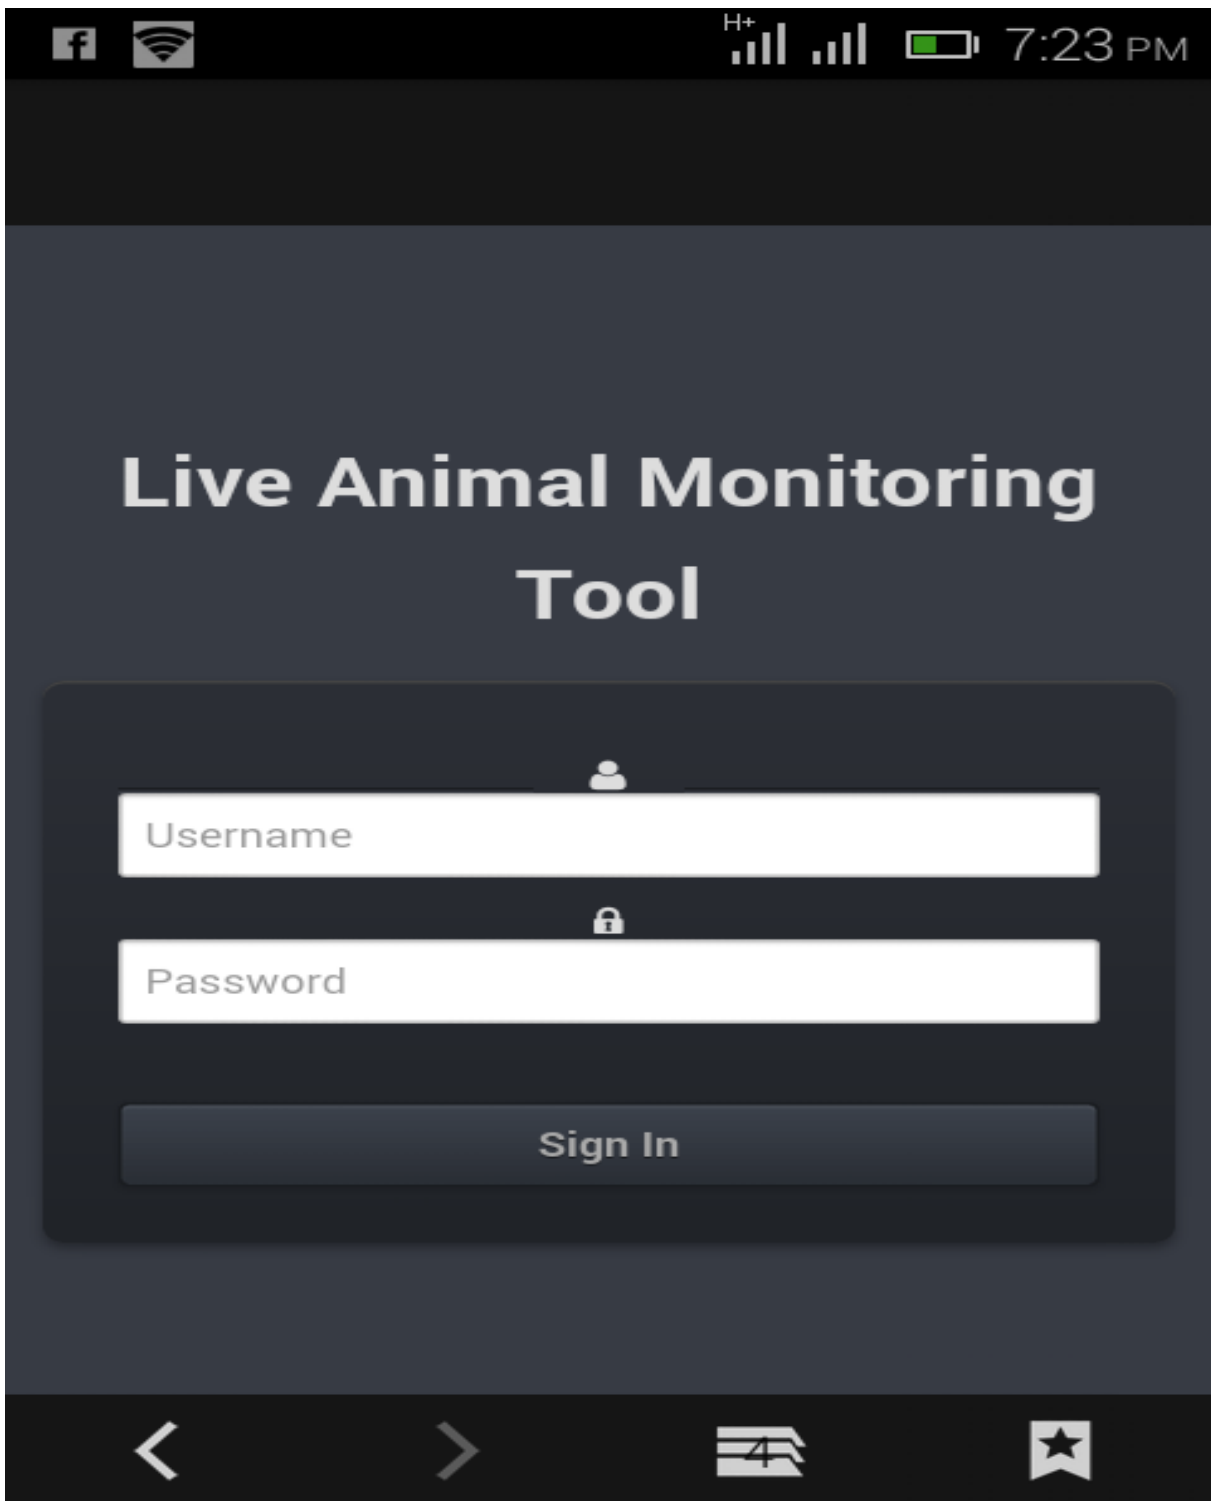 H+
7:23 PM
Live Animal Monitoring
Tool
Username
Password
Sign In
4